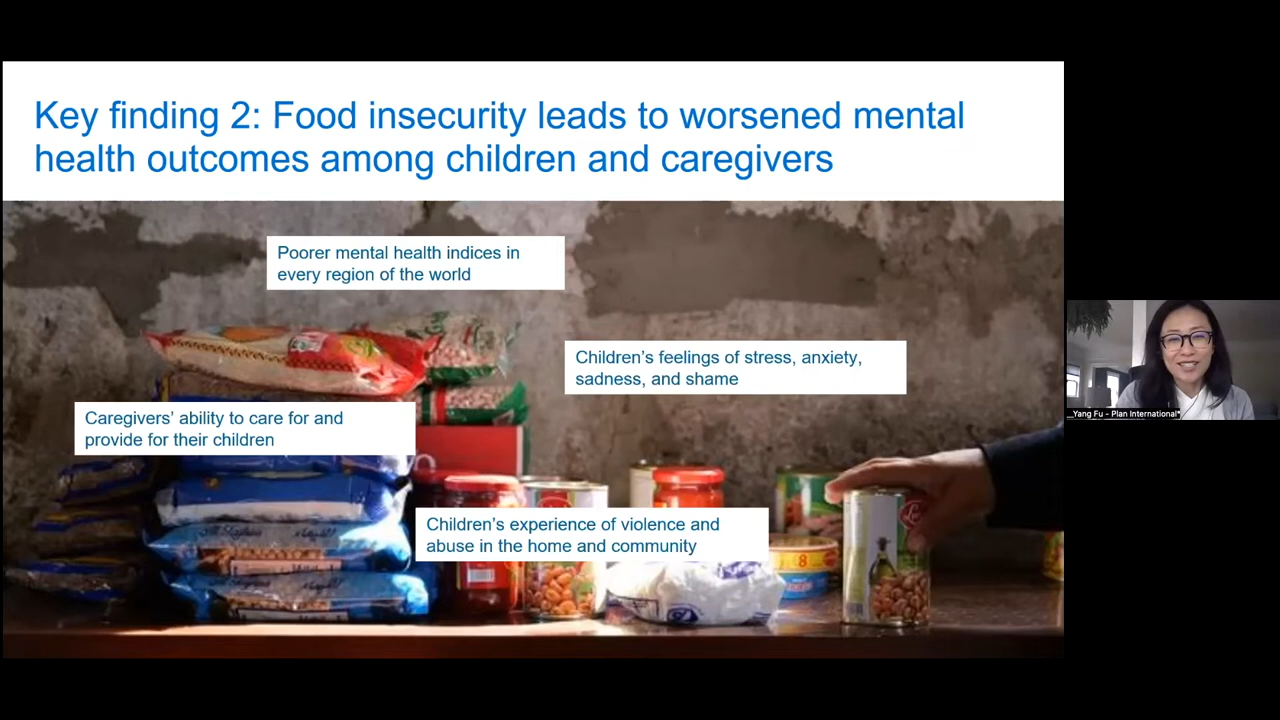 Key finding 2: Food insecurity leads to worsened mental
health outcomes among children and caregivers
Poorer mental health indices in
every region of the world
Children’s feelings of stress, anxiety,
sadness, and shame
Caregivers’ ability to care for and
provide for their children
Children’s experience of violence and
abuse in the home and community
8
__Yang Fu - Plan International*